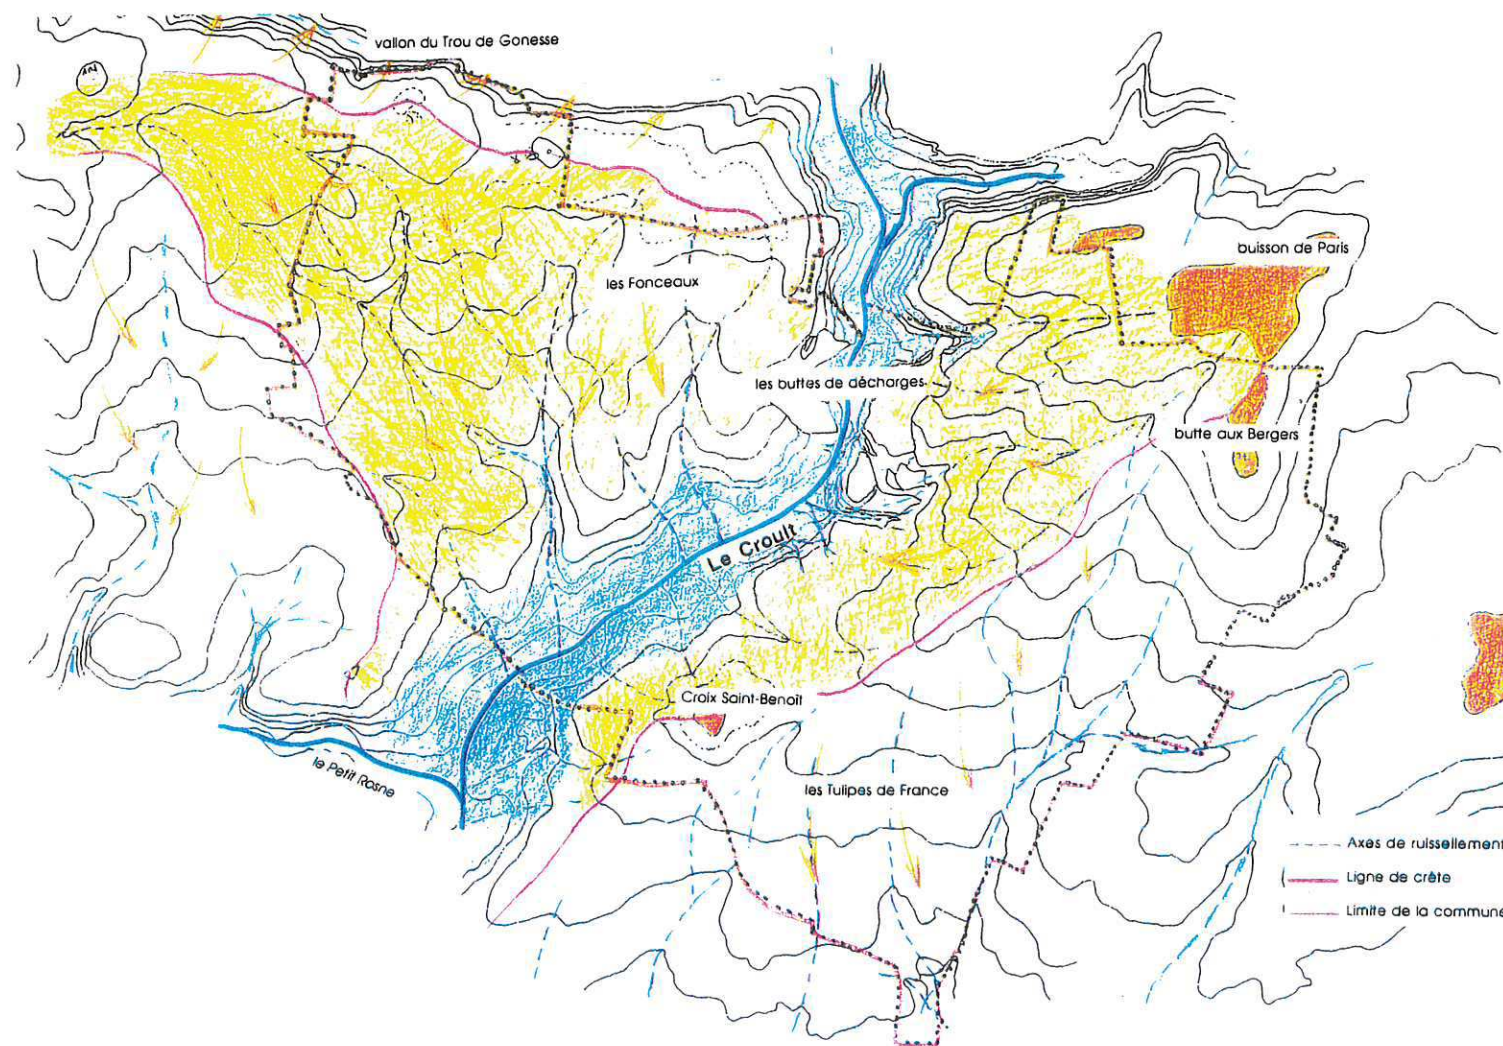 vallon du Trou de Gonesse
buisson de Paris
les Fonceaux
les buttes de décharges
butte aux Bergers
Le Croult
Croix Saint-Benoît
le Petit Rosne
les Tulipes de France
Axes de ruissellement
Ligne de crête
Limite de la commune